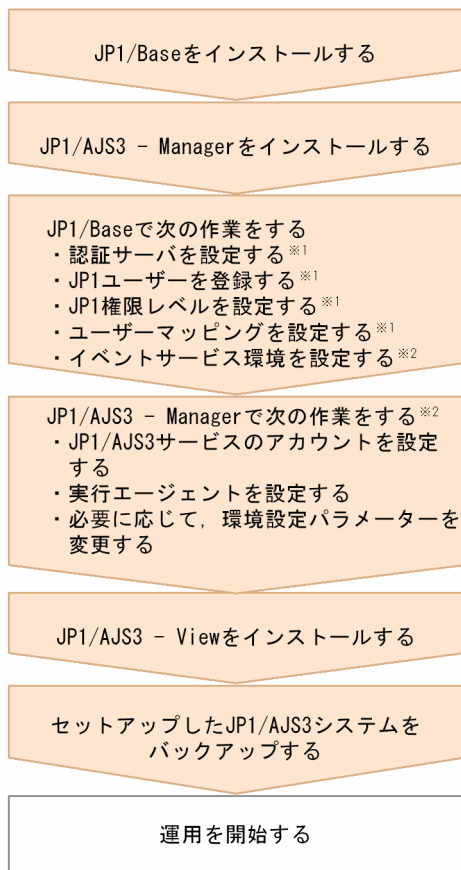 JP1/Baseをインストールする
JP1/AJS3 - Managerをインストールする
JP1/Baseで次の作業をする
・認証サーバを設定する※1
・JP1ユーザーを登録する※1
・JP1権限レベルを設定する※1
・ユーザーマッピングを設定する※1
・イベントサービス環境を設定する※2
JP1/AJS3 - Managerで次の作業をする※2
・JP1/AJS3サービスのアカウントを設定
する
・実行エージェントを設定する
・必要に応じて，環境設定パラメーターを
変更する
JP1/AJS3 - Viewをインストールする
セットアップしたJP1/AJS3システムを
バックアップする
運用を開始する